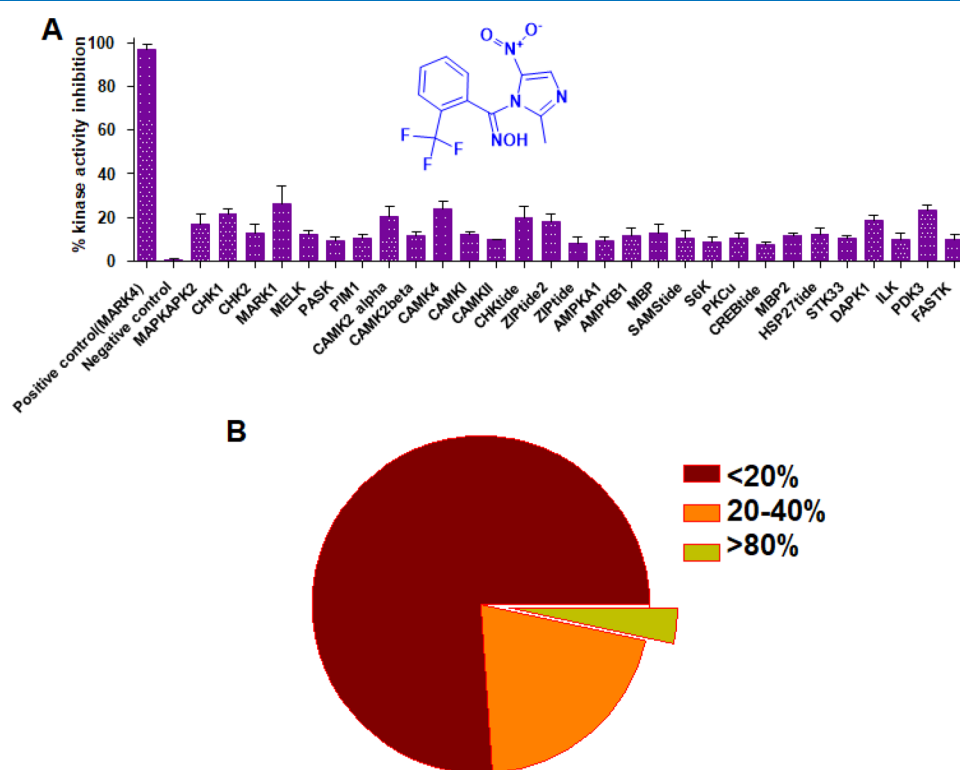 A
% kinase activity inhibition
100
80
60
40
20
0
O
O-
N+
N
N
NOH
F
F
F
Positive control(MARK4)
Negative control
MAPKAPK2
CHK1
CHK2
MARK1
MELK
PASK
PIM1
CAMK2 alpha
CAMK2beta
CAMK4
CAMKI
CAMKII
CHKtide
ZIPtide2
ZIPtide
AMPKA1
AMPKB1
MBP
SAMStide
S6K
PKCu
CREBtide
MBP2
HSP27tide
STK33
DAPK1
ILK
PDK3
FASTK
B
<20%
20-40%
>80%